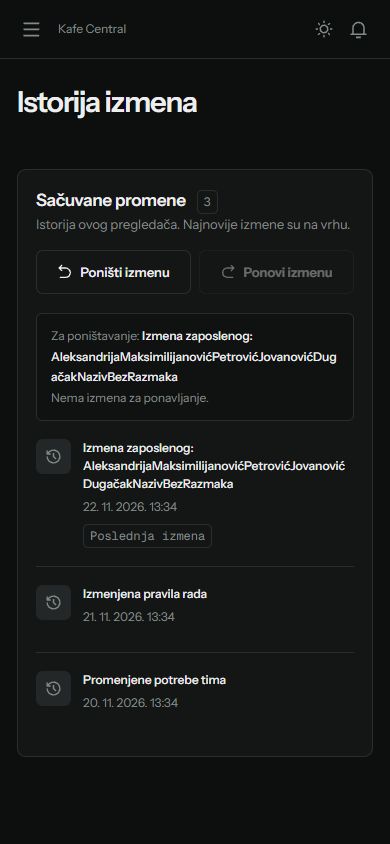 Kafe Central
Istorija izmena
Sačuvane promene 3
Istorija ovog pregledača. Najnovije izmene su na vrhu.
Poništi izmenu Ponovi izmenu
Za poništavanje: Izmena zaposlenog:
AleksandrijaMaksimilijanovićPetrovićJovanovićDug
ačakNazivBezRazmaka
Nema izmena za ponavljanje.
Izmena zaposlenog:
AleksandrijaMaksimilijanovićPetrovićJovanović
DugačakNazivBezRazmaka
22. 11. 2026. 13:34
Poslednja izmena
Izmenjena pravila rada
21. 11. 2026. 13:34
Promenjene potrebe tima
20. 11. 2026. 13:34